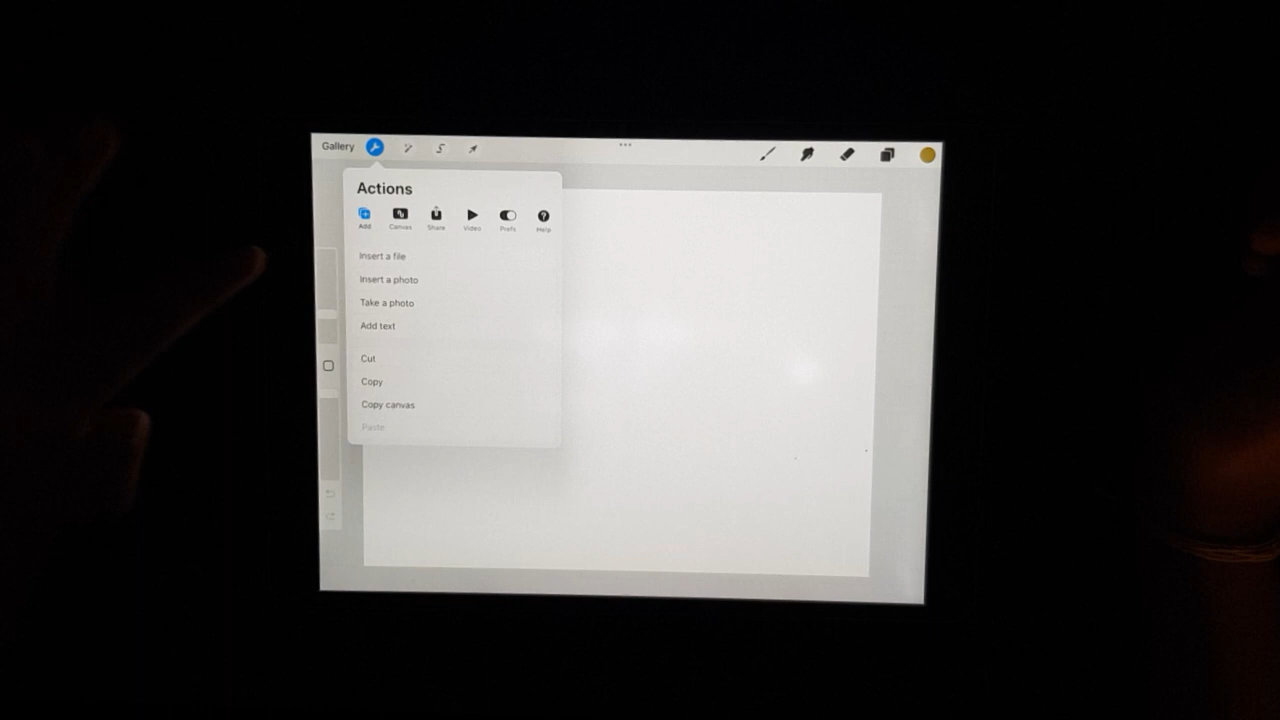 Gallery
Actions
Add Canvas Share Video Prefs Help
Insert a file
Insert a photo
Take a photo
Add text
Cut
Copy
Copy canvas
Paste